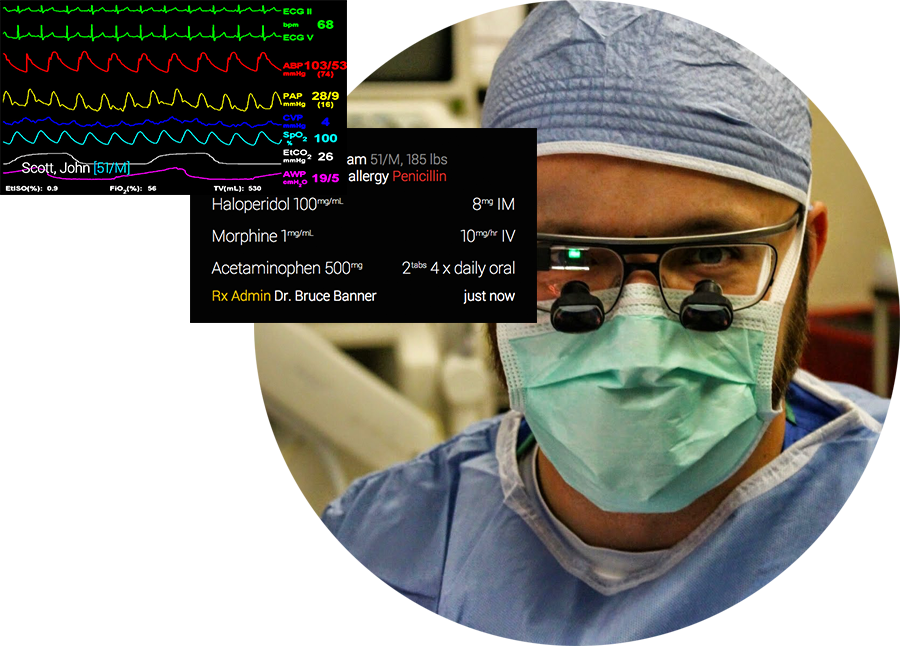 ECG II
bpm 68
ECG V
ABP 103/53
mmHg (74)
PAP 28/9
mmHg (16)
CVP 4
mmHg
SpO2 100
%
EtCO2 26
mmHg
AWP 19/5
cmH2O
Scott, John [51/M]
EtISO(%): 0.9 FiO2(%): 56 TV(mL): 530
am 51/M, 185 lbs
allergy Penicillin
Haloperidol 100mg/mL 8mg IM
Morphine 1mg/mL 10mg/hr IV
Acetaminophen 500mg 2tabs 4 x daily oral
Rx Admin Dr. Bruce Banner just now